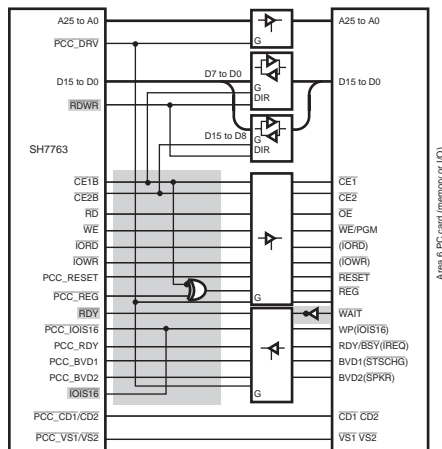 A25 to A0
G
A25 to A0
PCC_DRV
D7 to D0
D15 to D0
G
DIR
D15 to D0
RDWR
D15 to D8
G
DIR
SH7763
CE1B
CE1
CE2B
CE2
RD
OE
WE
WE/PGM
IORD
(IORD)
IOWR
(IOWR)
PCC_RESET
RESET
PCC_REG
REG
G
RDY
WAIT
PCC_IOIS16
WP(IOIS16)
PCC_RDY
RDY/BSY(IREQ)
PCC_BVD1
BVD1(STSCHG)
PCC_BVD2
BVD2(SPKR)
IOIS16
G
PCC_CD1/CD2
CD1 CD2
PCC_VS1/VS2
VS1 VS2
Area 6 PC card (memory or I/O)